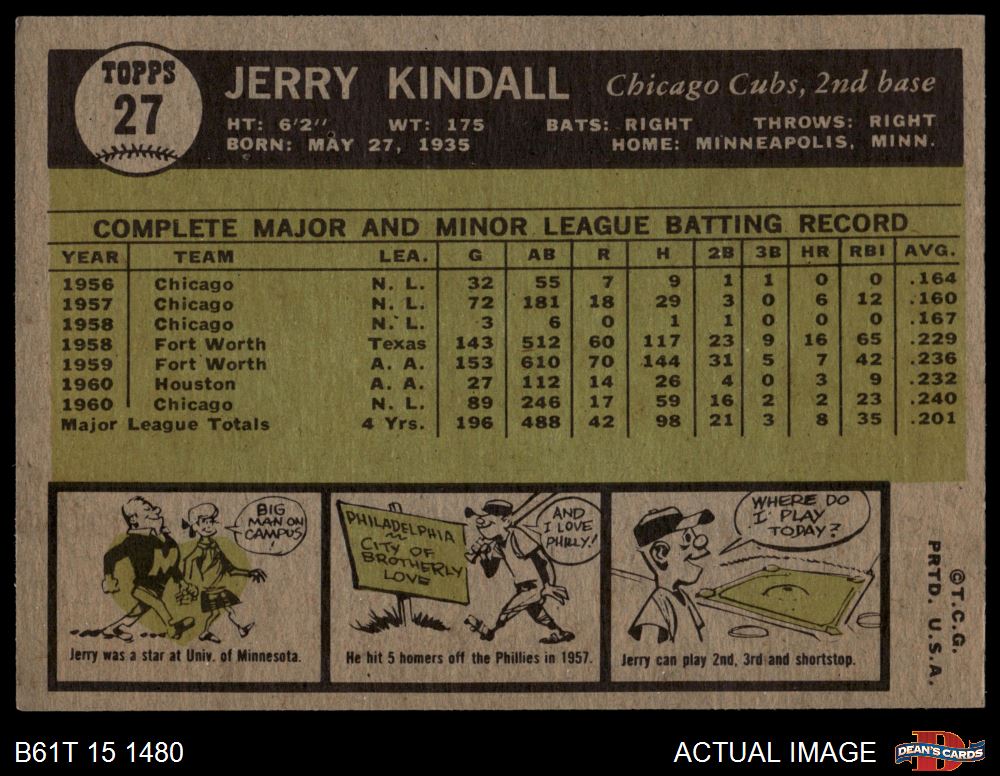 TOPPS
27
JERRY KINDALL Chicago Cubs, 2nd base
HT: 6'2" WT: 175 BATS: RIGHT THROWS: RIGHT
BORN: MAY 27, 1935 HOME: MINNEAPOLIS, MINN.
COMPLETE MAJOR AND MINOR LEAGUE BATTING RECORD
YEAR TEAM LEA. G AB R H 2B 3B HR RBI AVG.
1956 Chicago N. L. 32 55 7 9 1 1 0 0 .164
1957 Chicago N. L. 72 181 18 29 3 0 6 12 .160
1958 Chicago N. L. 3 6 0 1 1 0 0 0 .167
1958 Fort Worth Texas 143 512 60 117 23 9 16 65 .229
1959 Fort Worth A. A. 153 610 70 144 31 5 7 42 .236
1960 Houston A. A. 27 112 14 26 4 0 3 9 .232
1960 Chicago N. L. 89 246 17 59 16 2 2 23 .240
Major League Totals 4 Yrs. 196 488 42 98 21 3 8 35 .201
BIG
MAN ON
CAMPUS!
Jerry was a star at Univ. of Minnesota.
PHILADELPHIA
~
CITY OF
BROTHERLY
LOVE
AND
I LOVE
PHILLY!
He hit 5 homers off the Phillies in 1957.
WHERE DO
I PLAY
TODAY?
Jerry can play 2nd, 3rd and shortstop.
©T.C.G.
PRTD. U.S.A.
B61T 15 1480
ACTUAL IMAGE
DEAN'S CARDS